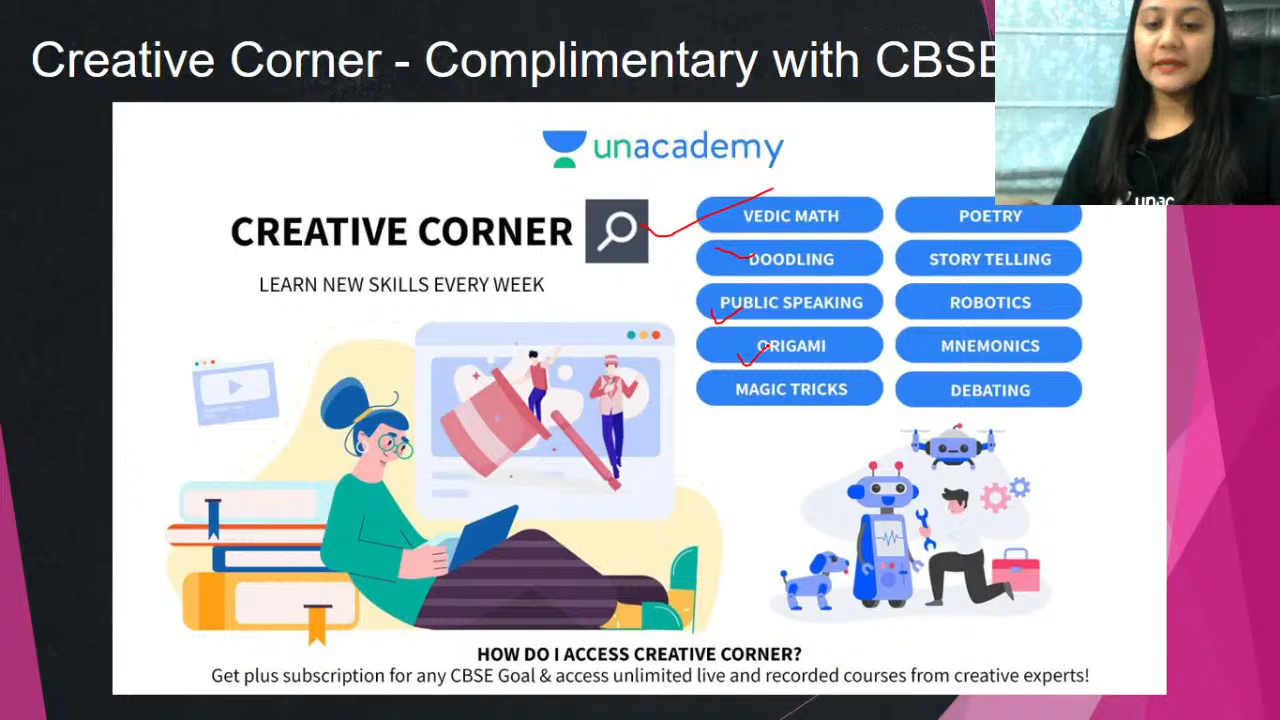 Creative Corner - Complimentary with CBSE
unacademy
CREATIVE CORNER
LEARN NEW SKILLS EVERY WEEK
VEDIC MATH
POETRY
DOODLING
STORY TELLING
PUBLIC SPEAKING
ROBOTICS
ORIGAMI
MNEMONICS
MAGIC TRICKS
DEBATING
HOW DO I ACCESS CREATIVE CORNER?
Get plus subscription for any CBSE Goal & access unlimited live and recorded courses from creative experts!